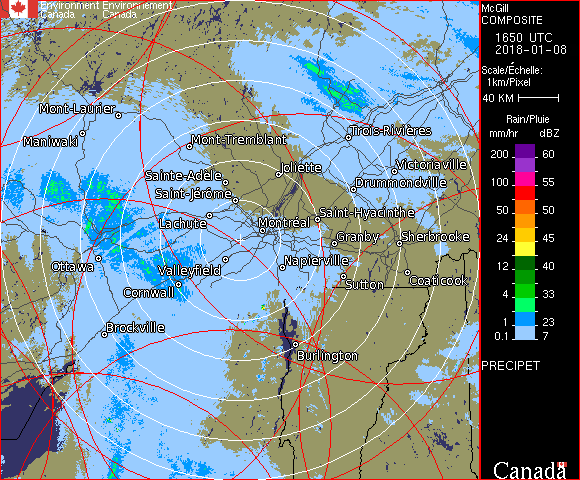 Environment Environnement
Canada Canada
McGill
COMPOSITE
1650 UTC
2018-01-08
Scale/Échelle:
1km/Pixel
40 KM
Rain/Pluie
mm/hr dBZ
200 60
100 55
50 50
24 45
12 40
4 33
1 23
0.1 7
PRECIPET
Canada
Mont-Laurier
Maniwaki
Mont-Tremblant
Trois-Rivières
Joliette
Victoriaville
Sainte-Adèle
Drummondville
Saint-Jérôme
Saint-Hyacinthe
Lachute
Montréal
Granby
Sherbrooke
Ottawa
Valleyfield
Napierville
Cornwall
Sutton
Coaticook
Brockville
Burlington